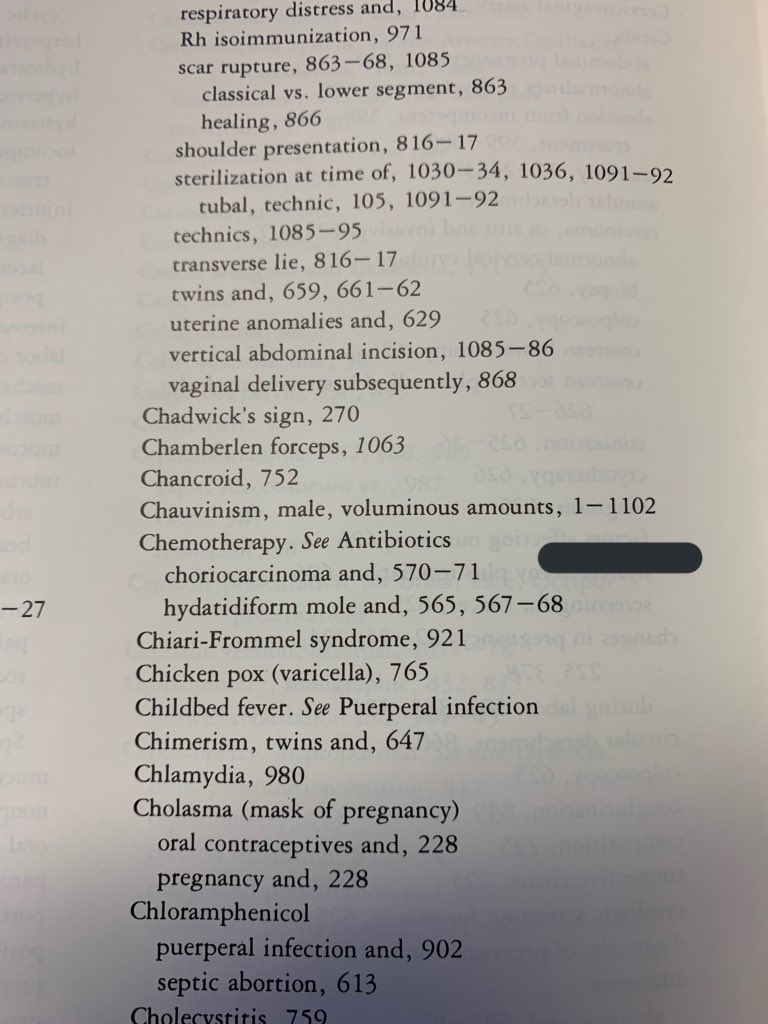 respiratory distress and, 1084
Rh isoimmunization, 971
scar rupture, 863–68, 1085
classical vs. lower segment, 863
healing, 866
shoulder presentation, 816–17
sterilization at time of, 1030–34, 1036, 1091–92
tubal, technic, 105, 1091–92
technics, 1085–95
transverse lie, 816–17
twins and, 659, 661–62
uterine anomalies and, 629
vertical abdominal incision, 1085–86
vaginal delivery subsequently, 868
Chadwick's sign, 270
Chamberlen forceps, 1063
Chancroid, 752
Chauvinism, male, voluminous amounts, 1–1102
Chemotherapy. See Antibiotics
choriocarcinoma and, 570–71
hydatidiform mole and, 565, 567–68
–27
Chiari-Frommel syndrome, 921
Chicken pox (varicella), 765
Childbed fever. See Puerperal infection
Chimerism, twins and, 647
Chlamydia, 980
Cholasma (mask of pregnancy)
oral contraceptives and, 228
pregnancy and, 228
Chloramphenicol
puerperal infection and, 902
septic abortion, 613
Cholecystitis, 759